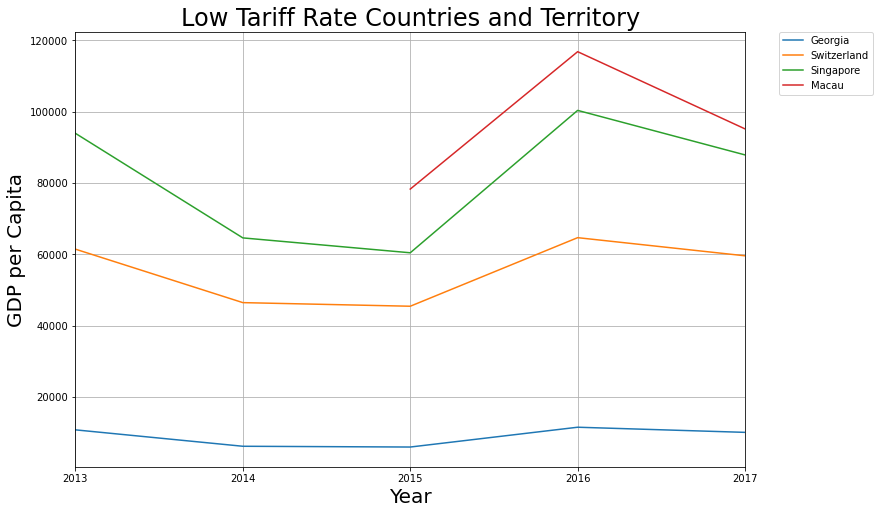 Low Tariff Rate Countries and Territory
Georgia
Switzerland
Singapore
Macau
GDP per Capita
120000
100000
80000
60000
40000
20000
2013
2014
2015
2016
2017
Year